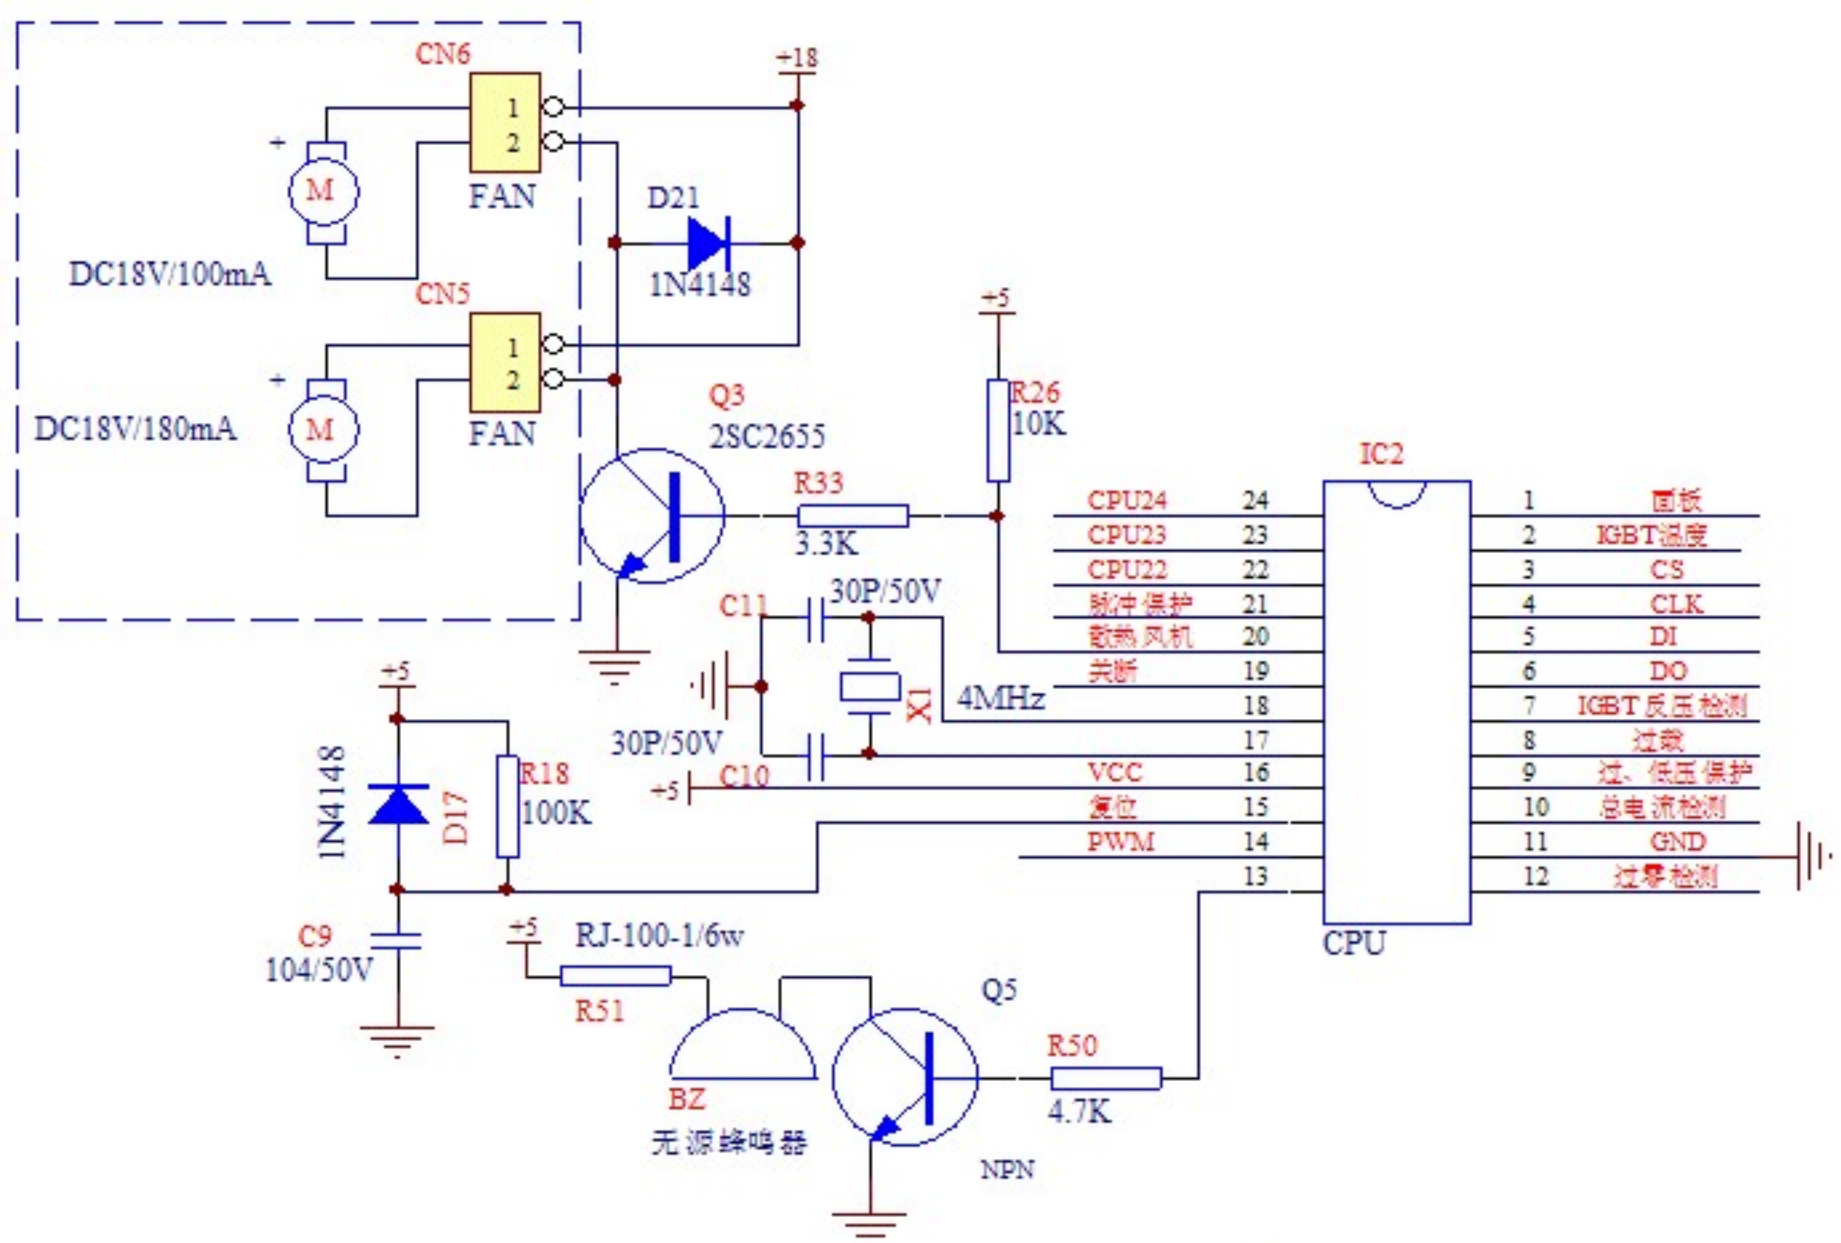 CN6
+18
1
2
+
M
FAN
D21
DC18V/100mA
1N4148
CN5
+5
1
2
+
M
Q3
R26
10K
DC18V/180mA
FAN
2SC2655
IC2
R33
3.3K
CPU24 24
CPU23 23
CPU22 22
脉冲保护 21
散热风机 20
关断 19
18
17
VCC 16
复位 15
PWM 14
13
1 面板
2 IGBT温度
3 CS
4 CLK
5 DI
6 DO
7 IGBT反压检测
8 过载
9 过、低压保护
10 总电流检测
11 GND
12 过零检测
CPU
C11
30P/50V
X1
4MHz
30P/50V
C10
+5
+5
1N4148
D17
R18
100K
C9
104/50V
+5
RJ-100-1/6w
R51
Q5
R50
4.7K
BZ
无源蜂鸣器
NPN